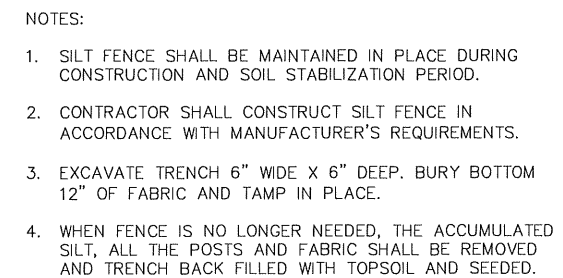 NOTES:
1. SILT FENCE SHALL BE MAINTAINED IN PLACE DURING
CONSTRUCTION AND SOIL STABILIZATION PERIOD.
2. CONTRACTOR SHALL CONSTRUCT SILT FENCE IN
ACCORDANCE WITH MANUFACTURER'S REQUIREMENTS.
3. EXCAVATE TRENCH 6" WIDE X 6" DEEP. BURY BOTTOM
12" OF FABRIC AND TAMP IN PLACE.
4. WHEN FENCE IS NO LONGER NEEDED, THE ACCUMULATED
SILT, ALL THE POSTS AND FABRIC SHALL BE REMOVED
AND TRENCH BACK FILLED WITH TOPSOIL AND SEEDED.